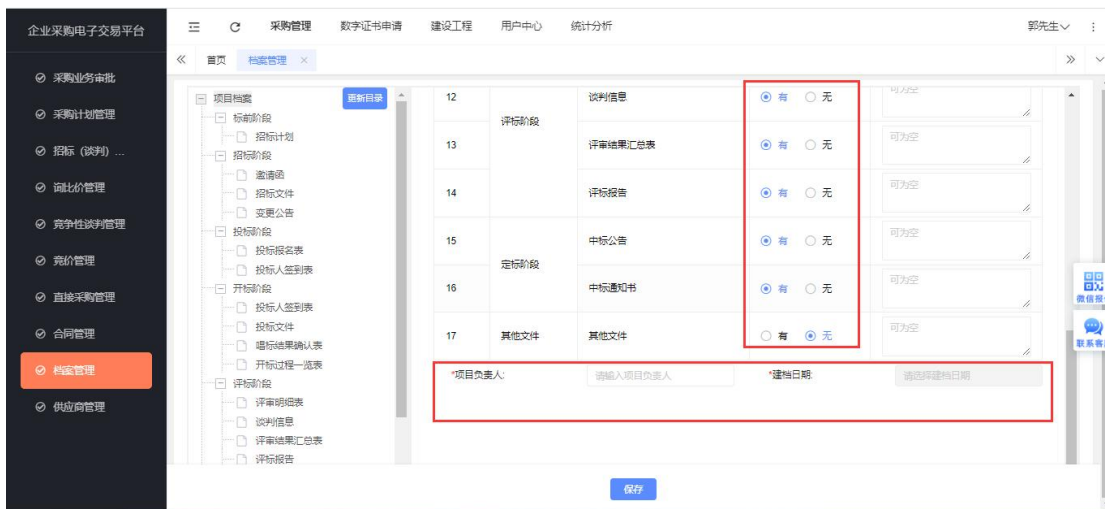 企业采购电子交易平台
采购管理 数字证书申请 建设工程 用户中心 统计分析 郭先生
首页 档案管理 ×
采购业务审批
采购计划管理
招标（谈判）...
询比价管理
竞争性谈判管理
竞价管理
直接采购管理
合同管理
档案管理
供应商管理
项目档案 更新目录
标前阶段
招标计划
招标阶段
邀请函
招标文件
变更公告
投标阶段
投标报名表
投标人签到表
开标阶段
投标人签到表
投标文件
唱标结果确认表
开标过程一览表
评标阶段
评审明细表
谈判信息
评审结果汇总表
评标报告
12 谈判信息 有 无 可为空
评标阶段
13 评审结果汇总表 有 无 可为空
14 评标报告 有 无 可为空
15 中标公告 有 无 可为空
定标阶段
16 中标通知书 有 无 可为空
17 其他文件 其他文件 有 无 可为空
*项目负责人: 请输入项目负责人 *建档日期: 请选择建档日期
保存